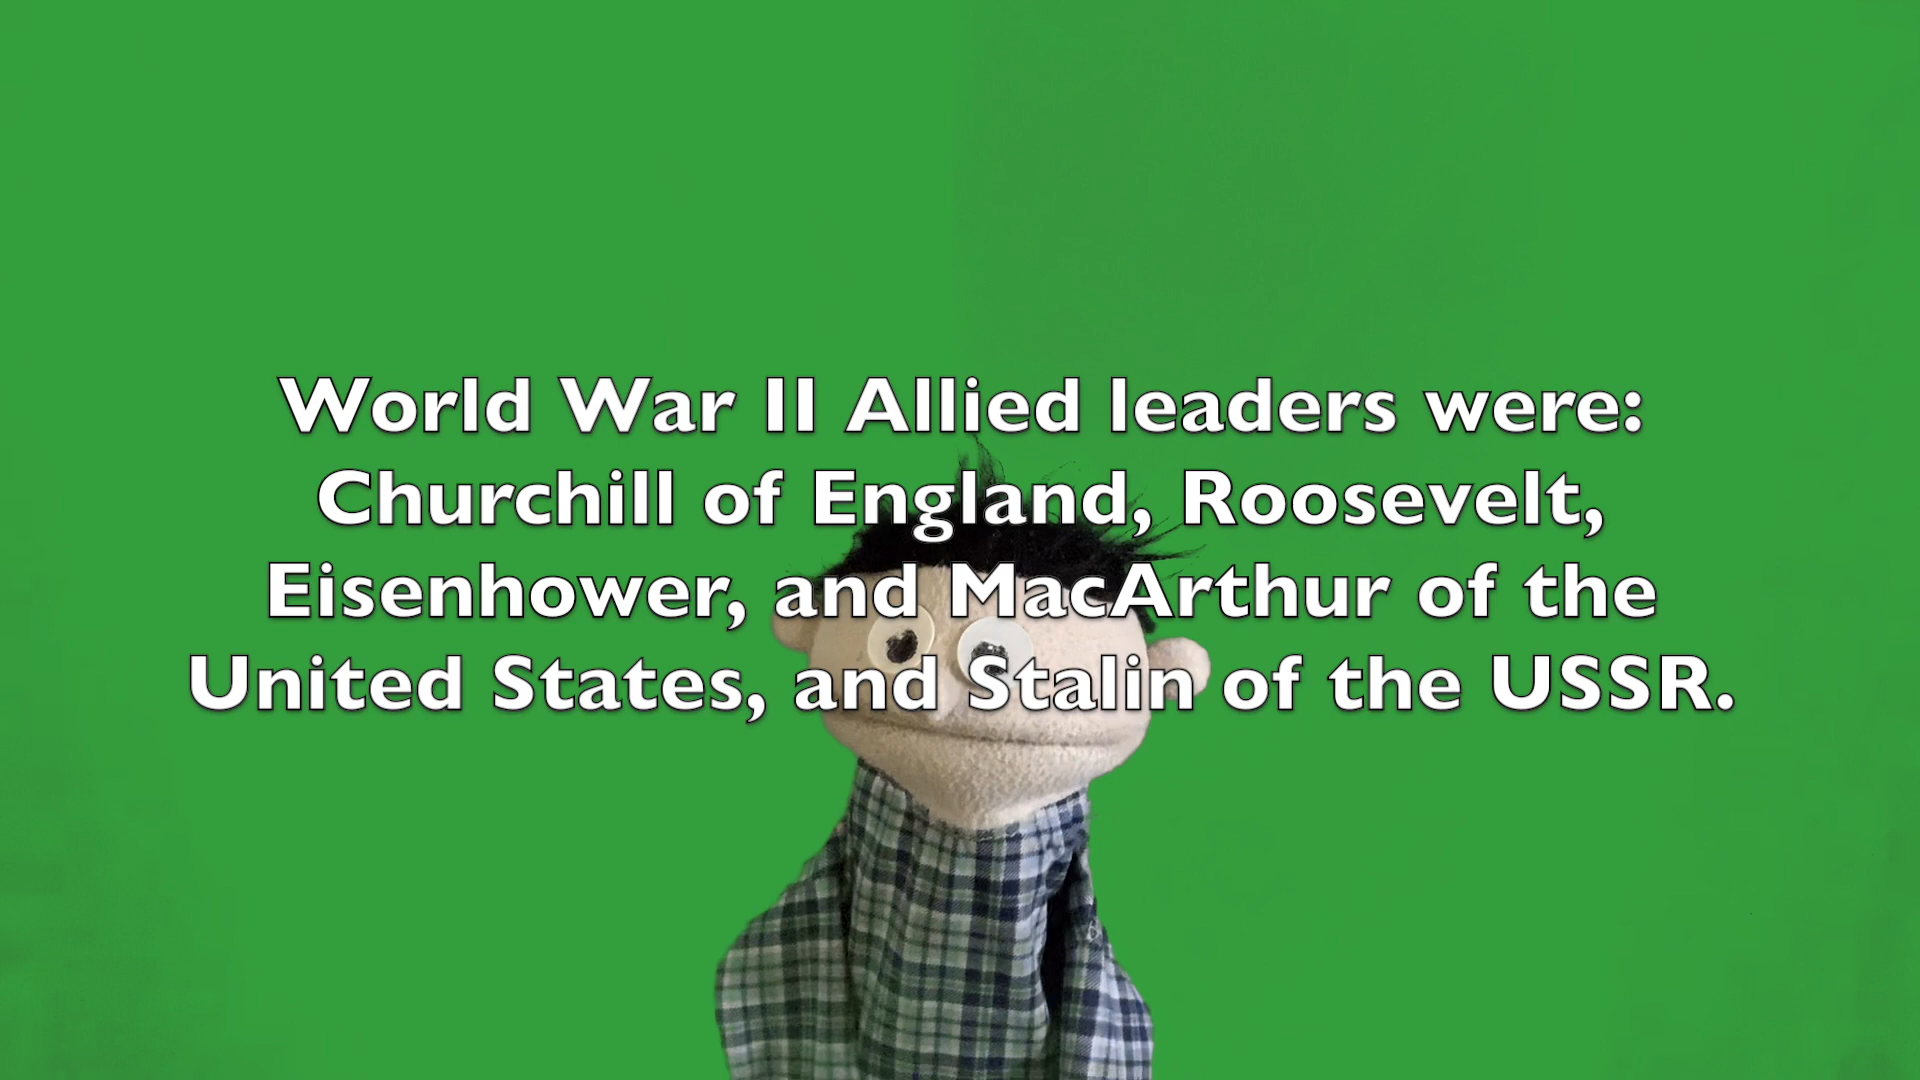 World War II Allied leaders were:
Churchill of England, Roosevelt,
Eisenhower, and MacArthur of the
United States, and Stalin of the USSR.